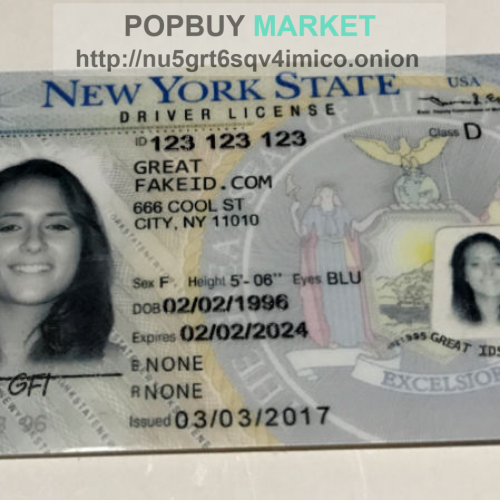 POPBUY MARKET
http://nu5grt6sqv4imico.onion
NEW YORK STATE
USA
DRIVER LICENSE
ID 123 123 123
Class D
GREAT
FAKEID.COM
666 COOL ST
CITY, NY 11010
Sex F Height 5'-06" Eyes BLU
DOB 02/02/1996
Expires 02/02/2024
E NONE
R NONE
Issued 03/03/2017
GFI
GREAT IDS
EXCELSIOR